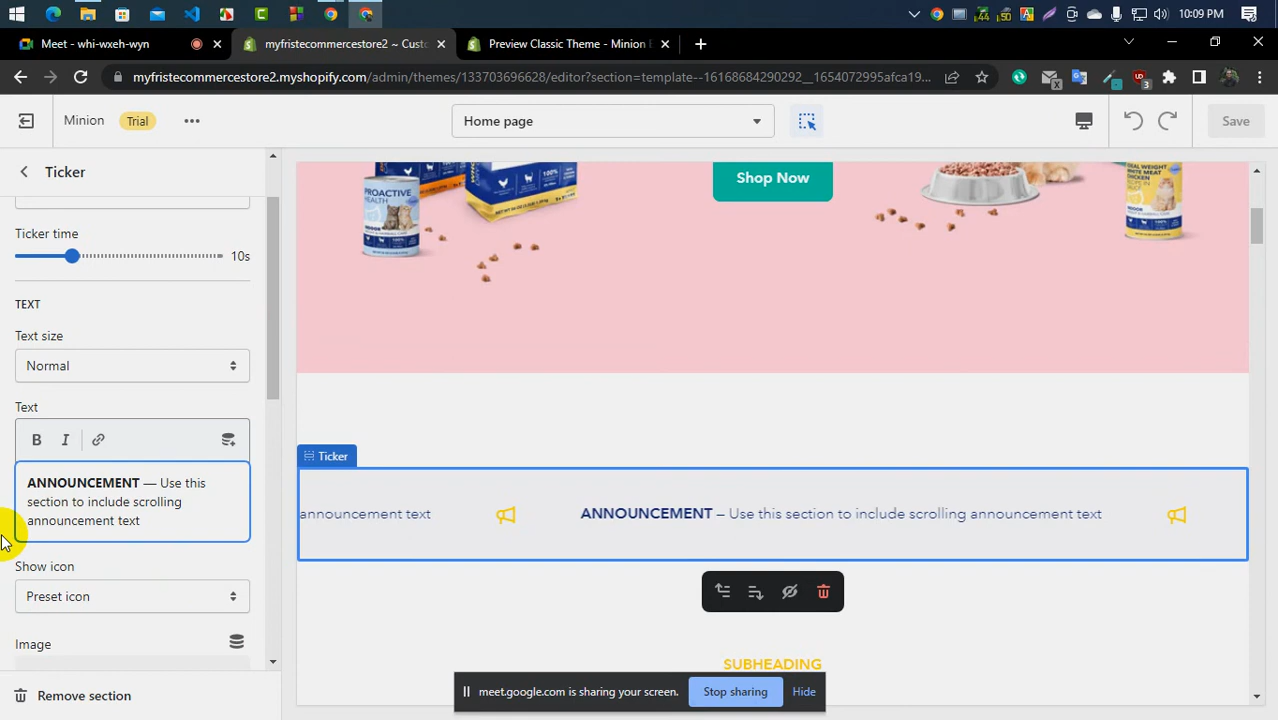 10:09 PM
Meet - whi-wxeh-wyn
myfristecommercestore2 ~ Custo
Preview Classic Theme - Minion E
myfristecommercestore2.myshopify.com/admin/themes/133703696628/editor?section=template--16168684290292__1654072995afca19...
Minion
Trial
Home page
Save
Ticker
Ticker time
10s
TEXT
Text size
Normal
Text
B I
ANNOUNCEMENT — Use this
section to include scrolling
announcement text
Show icon
Preset icon
Image
Remove section
PROACTIVE
HEALTH
Shop Now
Ticker
announcement text
ANNOUNCEMENT – Use this section to include scrolling announcement text
SUBHEADING
meet.google.com is sharing your screen.
Stop sharing
Hide